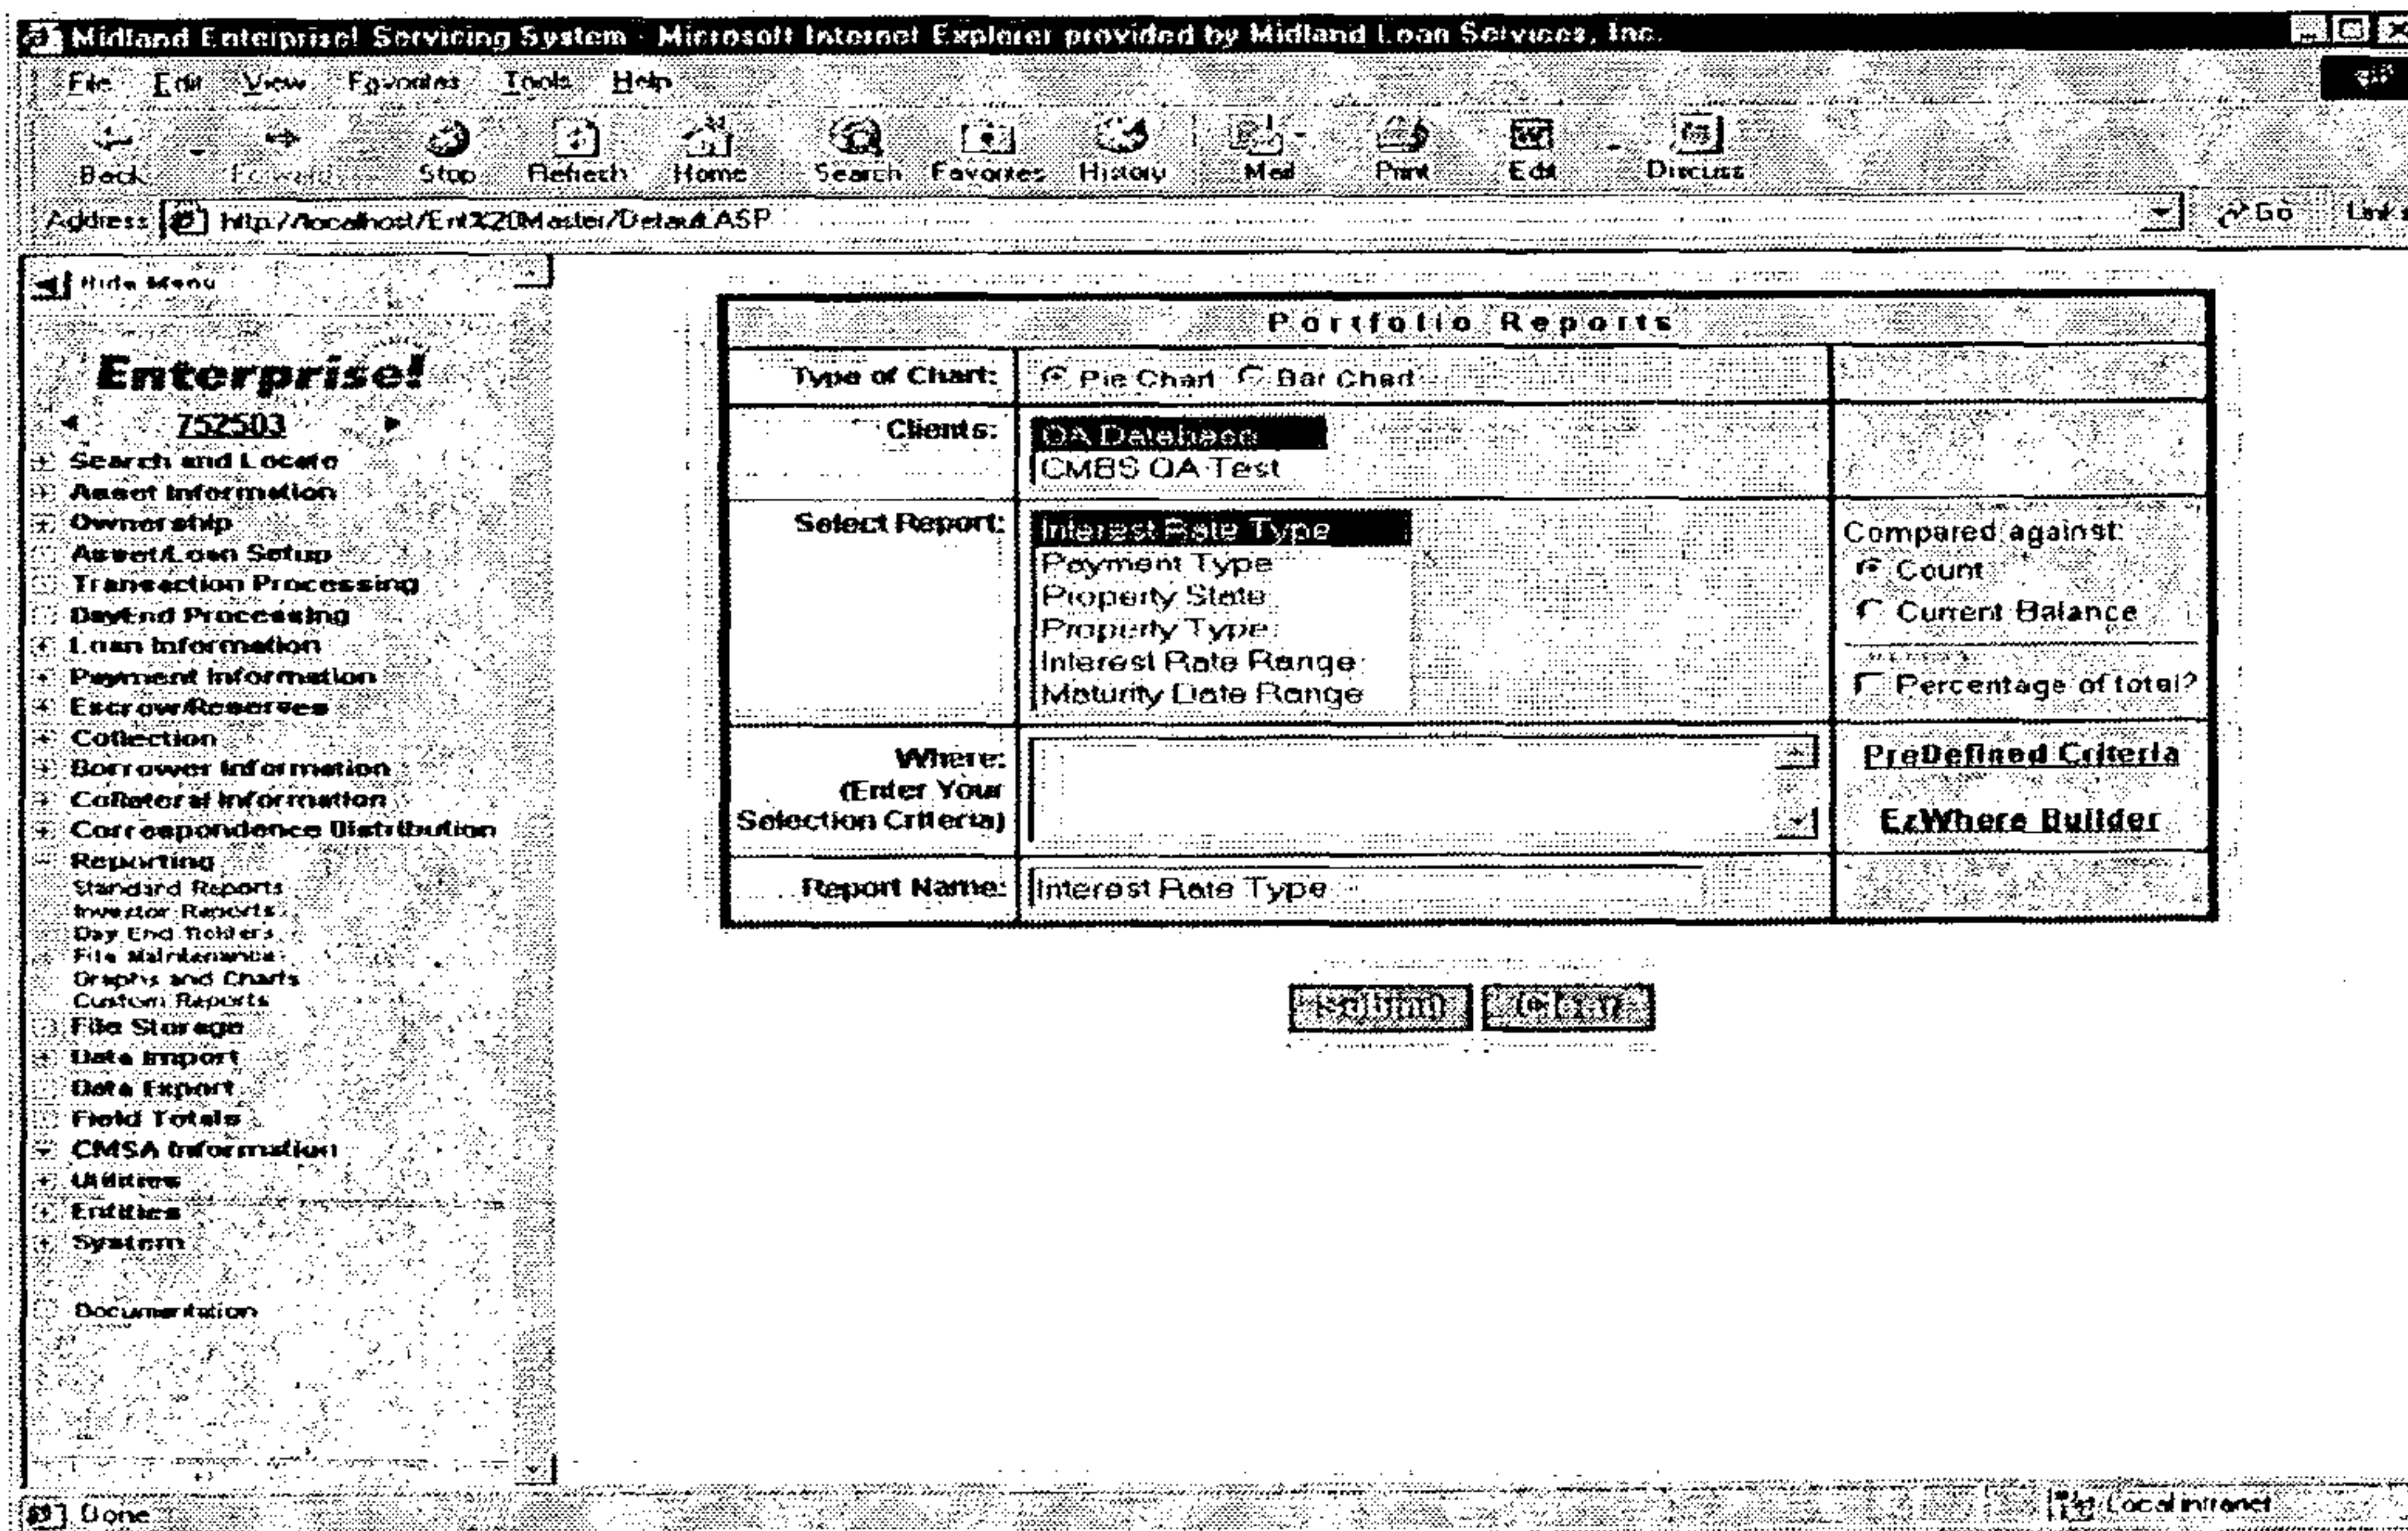 Midland Enterprise! Servicing System - Microsoft Internet Explorer provided by Midland Loan Services, Inc.
File Edit View Favorites Tools Help
Back Forward Stop Refresh Home Search Favorites History Mail Print Edit Discuss
Address http://localhost/Ent%20Master/Default.ASP Go Links
Hide Menu
Enterprise!
752503
Search and Locate
Asset Information
Ownership
Asset/Loan Setup
Transaction Processing
DayEnd Processing
Loan Information
Payment Information
Escrow/Reserves
Collection
Borrower Information
Collateral Information
Correspondence Distribution
Reporting
Standard Reports
Investor Reports
Day End Folders
File Maintenance
Graphs and Charts
Custom Reports
File Storage
Data Import
Data Export
Field Totals
CMSA Information
Utilities
Entities
System
Documentation
Portfolio Reports
Type of Chart: Pie Chart Bar Chart
Clients: QA Database
CMBS QA Test
Select Report: Interest Rate Type
Payment Type
Property State
Property Type
Interest Rate Range
Maturity Date Range
Compared against:
Count
Current Balance
Percentage of total?
Where:
(Enter Your
Selection Criteria)
PreDefined Criteria
EzWhere Builder
Report Name: Interest Rate Type
Submit Clear
Done Local intranet